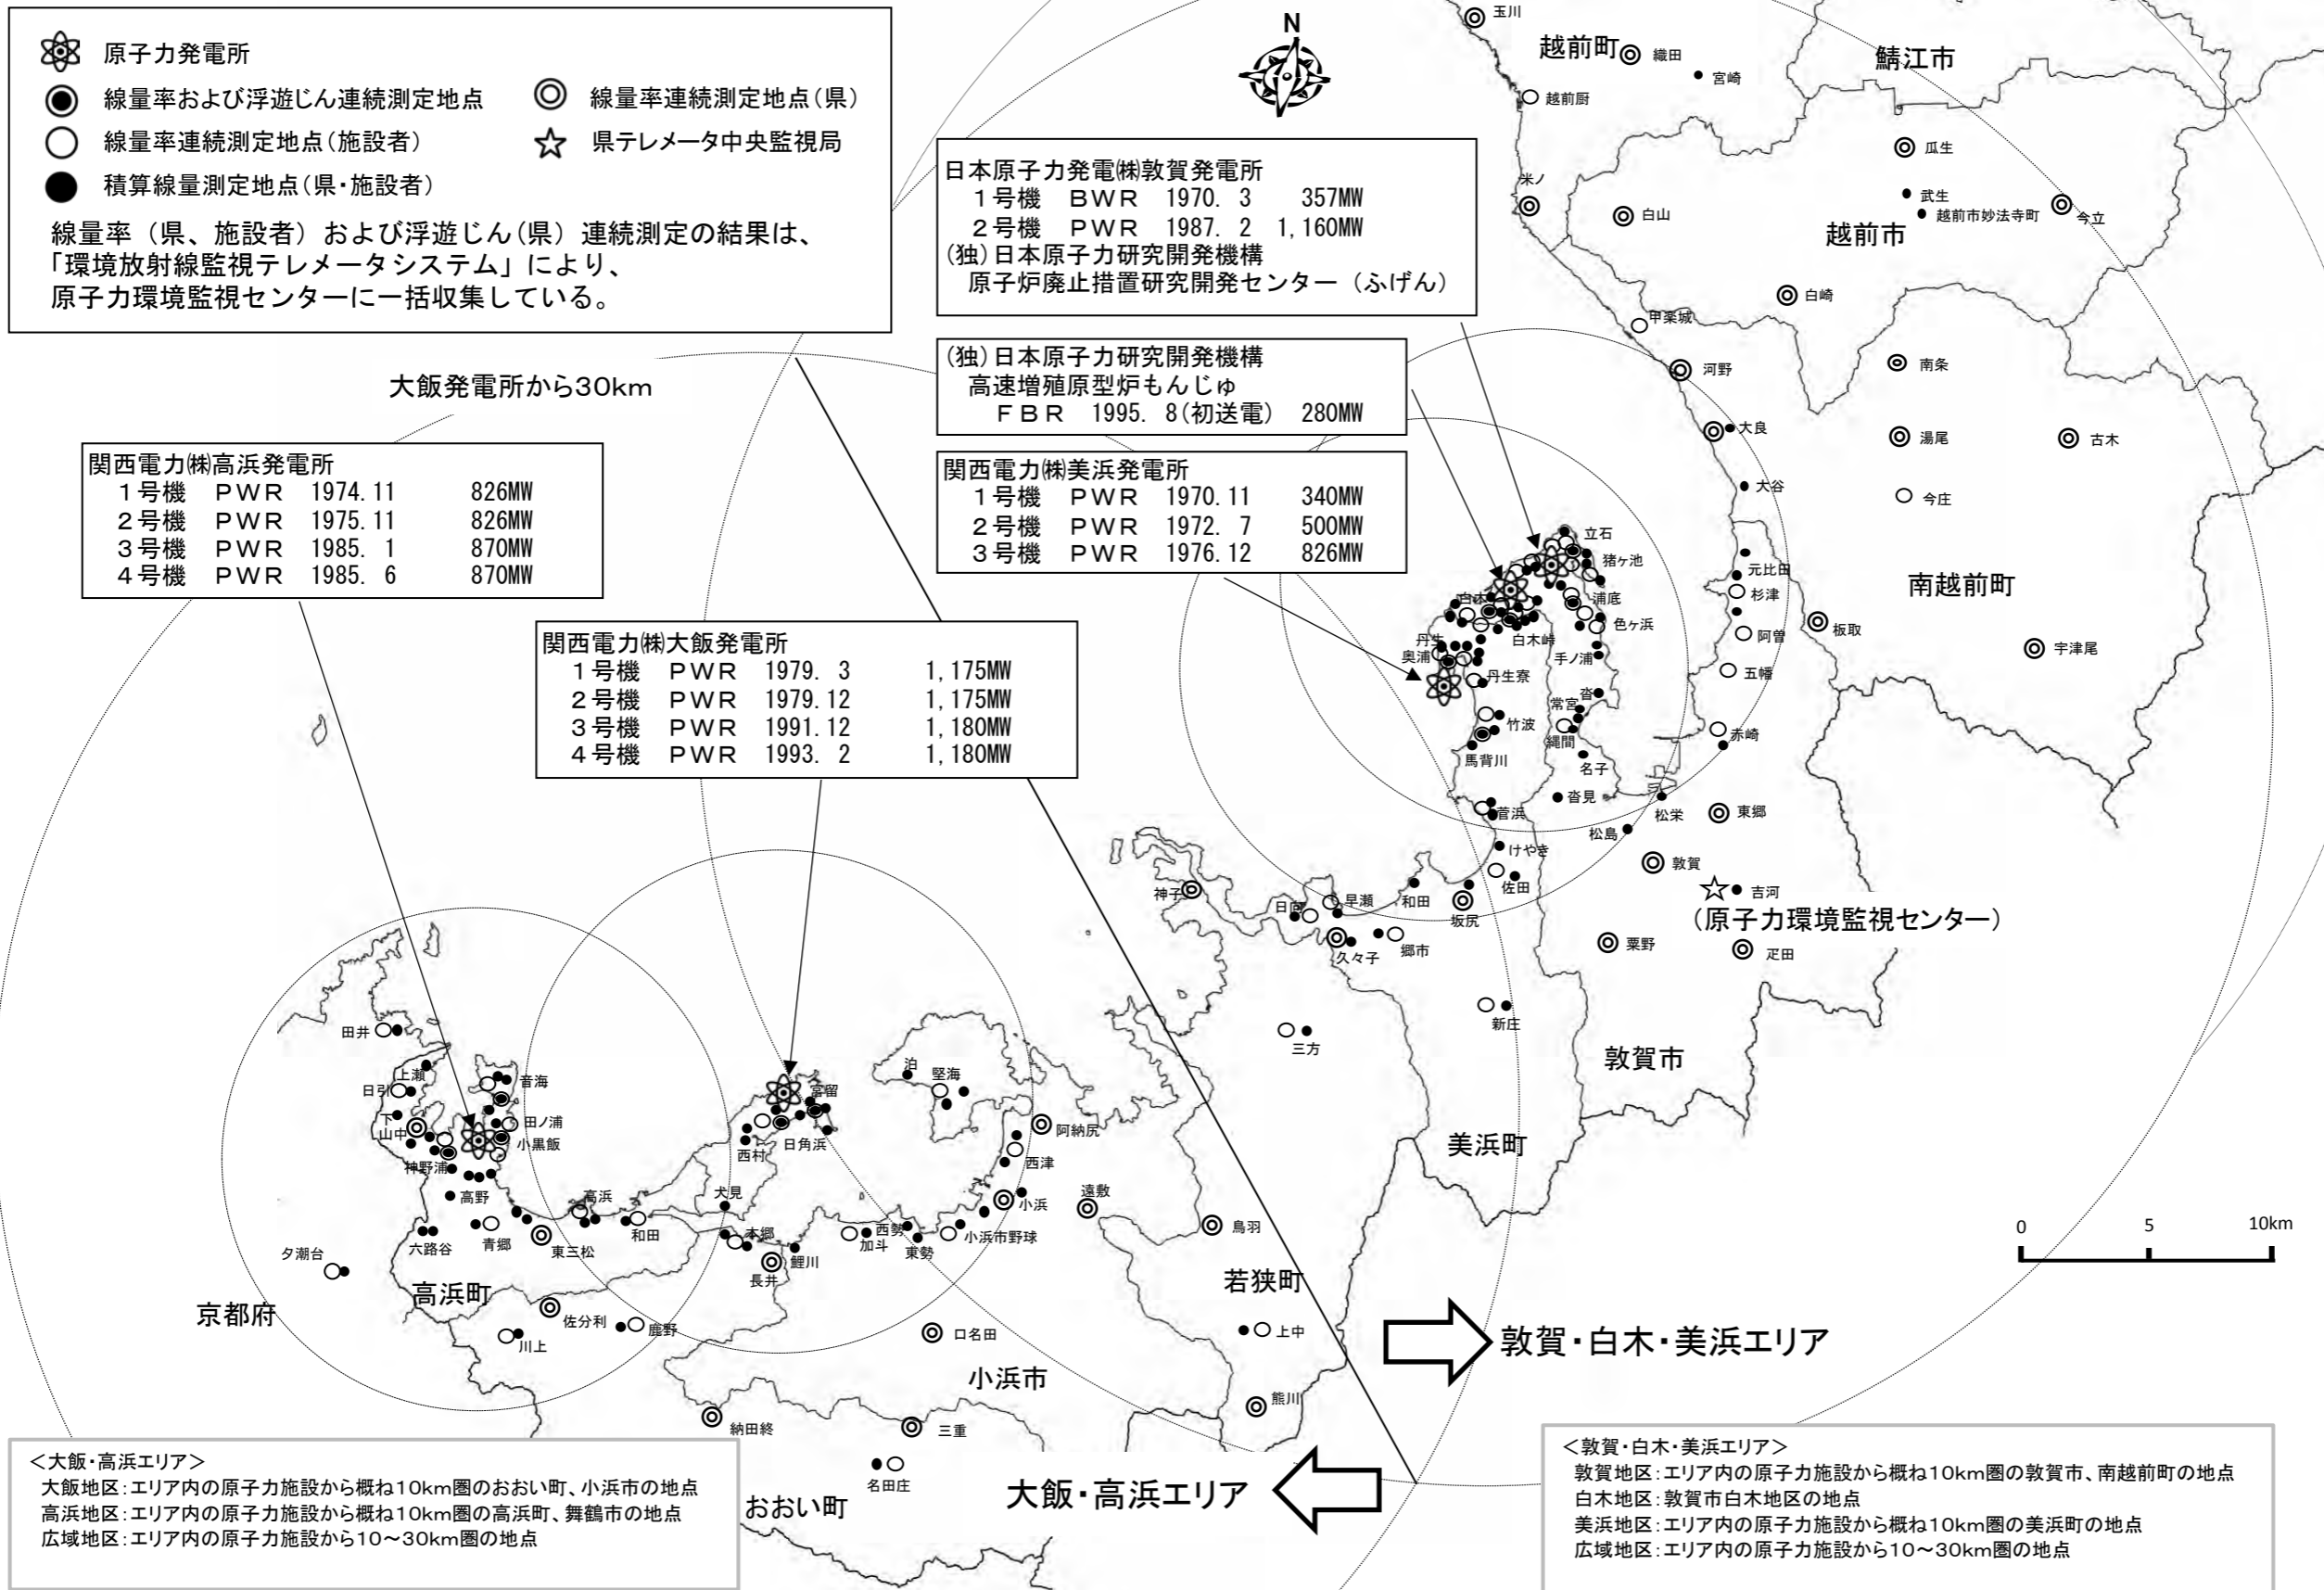 原子力発電所
線量率および浮遊じん連続測定地点
線量率連続測定地点(県)
線量率連続測定地点(施設者)
県テレメータ中央監視局
積算線量測定地点(県・施設者)
線量率（県、施設者）および浮遊じん(県）連続測定の結果は、
「環境放射線監視テレメータシステム」により、
原子力環境監視センターに一括収集している。
N
大飯発電所から30km
日本原子力発電㈱敦賀発電所
1号機 BWR 1970. 3 357MW
2号機 PWR 1987. 2 1,160MW
(独)日本原子力研究開発機構
原子炉廃止措置研究開発センター（ふげん）
(独)日本原子力研究開発機構
高速増殖原型炉もんじゅ
FBR 1995. 8(初送電) 280MW
関西電力㈱美浜発電所
1号機 PWR 1970.11 340MW
2号機 PWR 1972. 7 500MW
3号機 PWR 1976.12 826MW
関西電力㈱高浜発電所
1号機 PWR 1974.11 826MW
2号機 PWR 1975.11 826MW
3号機 PWR 1985. 1 870MW
4号機 PWR 1985. 6 870MW
関西電力㈱大飯発電所
1号機 PWR 1979. 3 1,175MW
2号機 PWR 1979.12 1,175MW
3号機 PWR 1991.12 1,180MW
4号機 PWR 1993. 2 1,180MW
玉川
越前町
織田
鯖江市
宮崎
越前厨
瓜生
米ノ
武生
白山
越前市妙法寺町
今立
越前市
白崎
甲楽城
河野
南条
大良
湯尾
古木
大谷
今庄
立石
猪ヶ池
元比田
南越前町
杉津
白木
浦底
色ヶ浜
板取
阿曽
丹生
白木峠
宇津尾
奥浦
手ノ浦
五幡
丹生寮
沓
常宮
竹波
赤崎
縄間
馬背川
名子
沓見
菅浜
松栄
東郷
松島
けやき
敦賀
佐田
神子
吉河
日向
早瀬
和田
坂尻
(原子力環境監視センター)
久々子
郷市
粟野
疋田
新庄
三方
敦賀市
田井
上瀬
音海
日引
下
山中
田ノ浦
小黒飯
神野浦
高野
泊
堅海
宮留
西村
日角浜
阿納尻
西津
美浜町
高浜
犬見
小浜
遠敷
鳥羽
六路谷
青郷
東三松
和田
本郷
西勢
加斗
東勢
小浜市野球
夕潮台
長井
鯉川
0 5 10km
高浜町
若狭町
京都府
佐分利
鹿野
川上
口名田
上中
敦賀・白木・美浜エリア
小浜市
熊川
納田終
三重
名田庄
大飯・高浜エリア
おおい町
＜大飯・高浜エリア＞
大飯地区：エリア内の原子力施設から概ね10km圏のおおい町、小浜市の地点
高浜地区：エリア内の原子力施設から概ね10km圏の高浜町、舞鶴市の地点
広域地区：エリア内の原子力施設から10～30km圏の地点
＜敦賀・白木・美浜エリア＞
敦賀地区：エリア内の原子力施設から概ね10km圏の敦賀市、南越前町の地点
白木地区：敦賀市白木地区の地点
美浜地区：エリア内の原子力施設から概ね10km圏の美浜町の地点
広域地区：エリア内の原子力施設から10～30km圏の地点